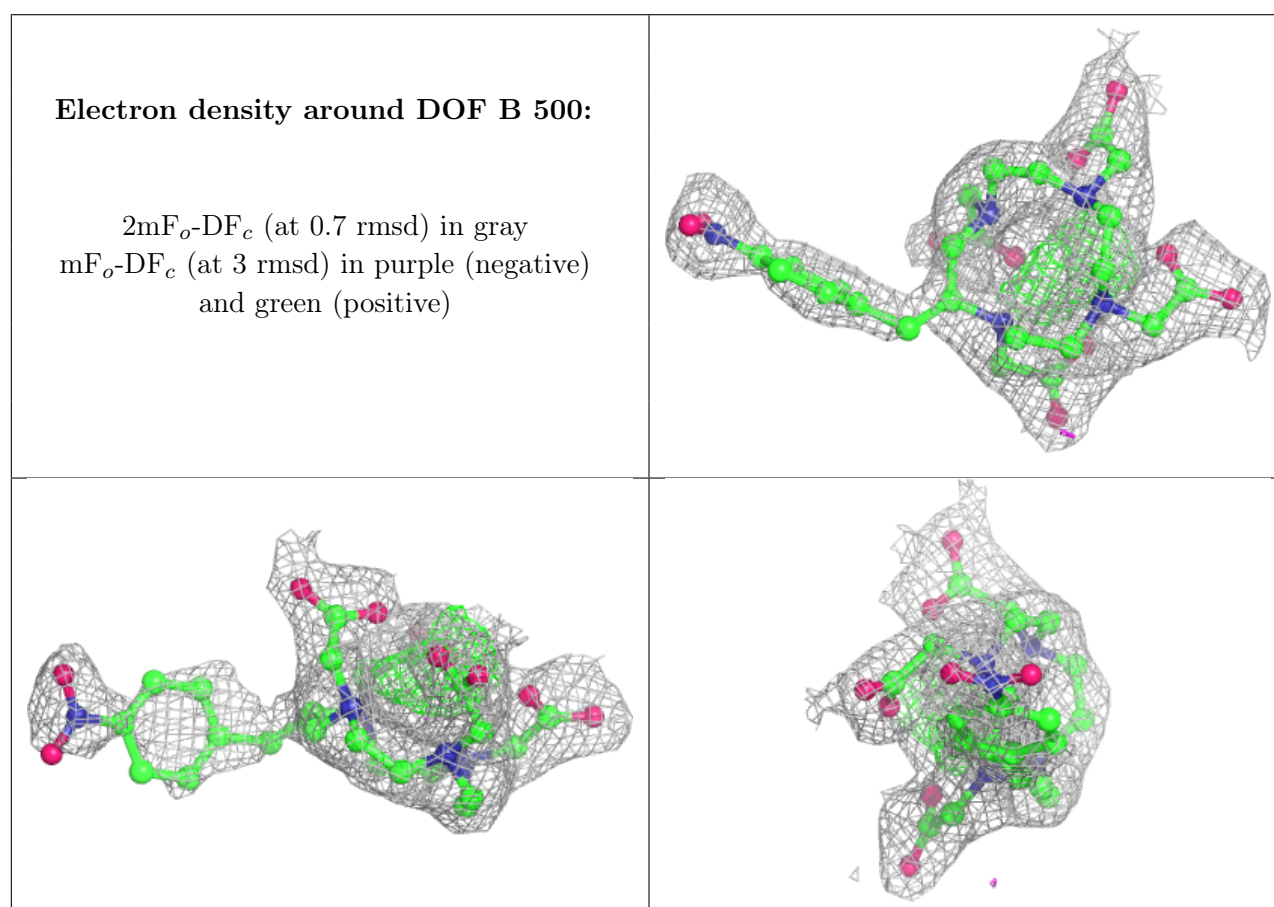 Electron density around DOF B 500:
2mFo-DFc (at 0.7 rmsd) in gray
mFo-DFc (at 3 rmsd) in purple (negative)
and green (positive)